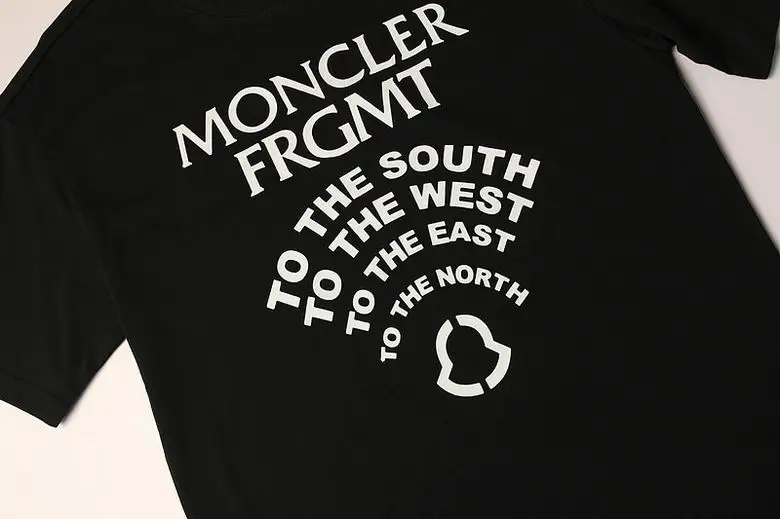 MONCLER
FRGMT
TO THE SOUTH
TO THE WEST
TO THE EAST
TO THE NORTH